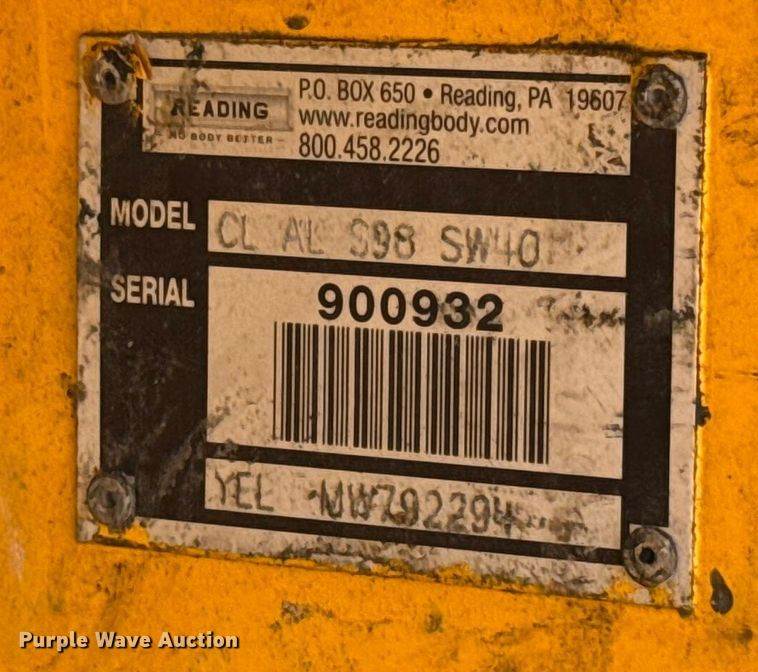 READING
NO BODY BETTER
P.O. BOX 650 • Reading, PA 19607
www.readingbody.com
800.458.2226
MODEL
CL AL S98 SW40
SERIAL
900932
YEL MW792294
Purple Wave Auction